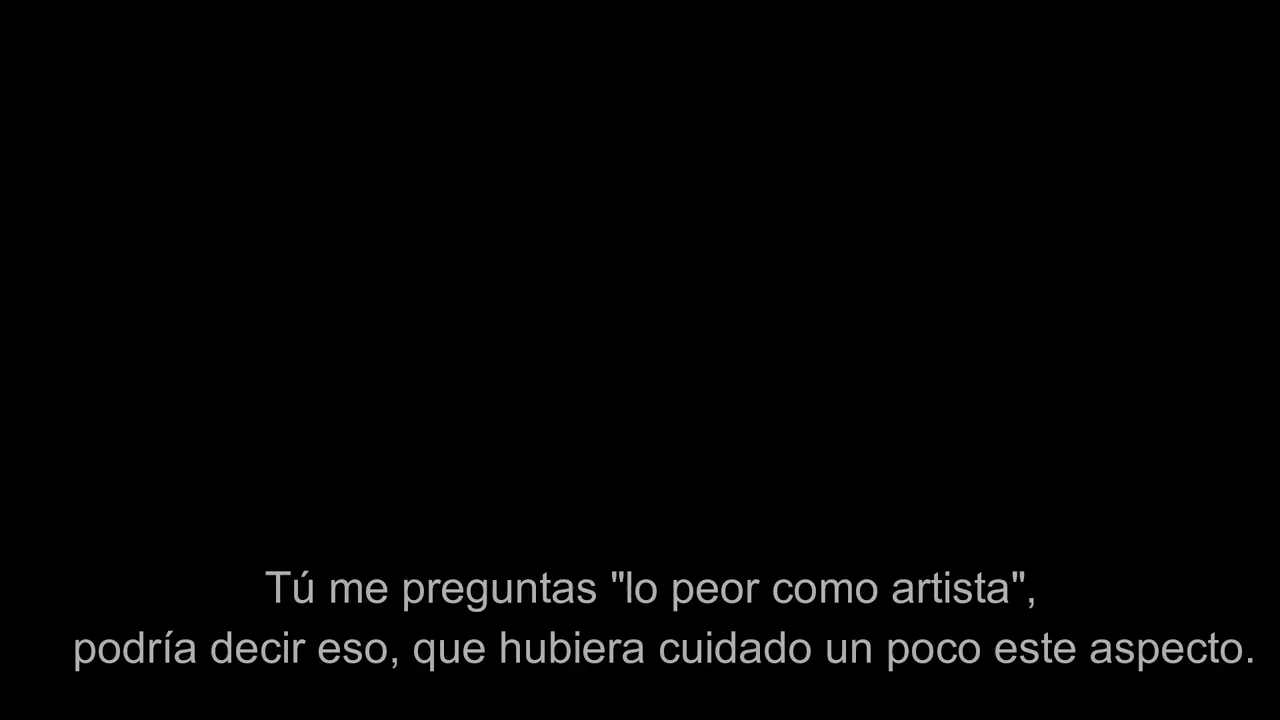 Tú me preguntas "lo peor como artista",
podría decir eso, que hubiera cuidado un poco este aspecto.